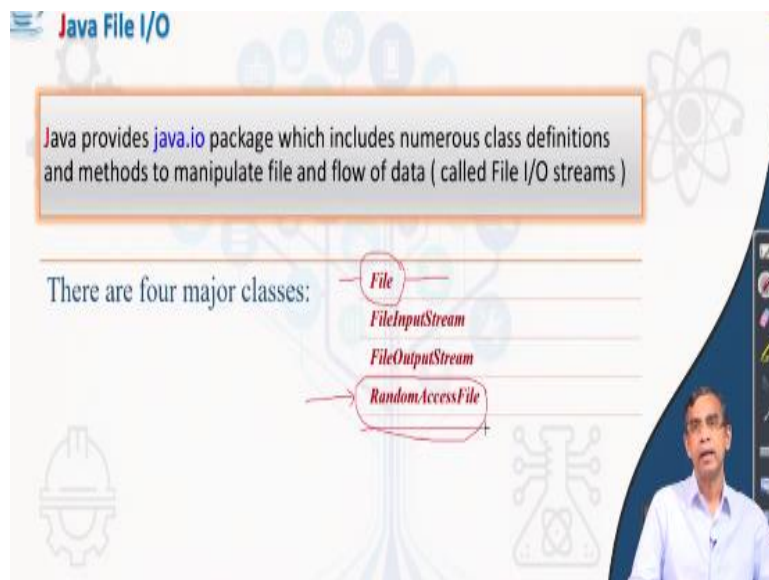 Java File I/O
Java provides java.io package which includes numerous class definitions
and methods to manipulate file and flow of data ( called File I/O streams )
There are four major classes:
File
FileInputStream
FileOutputStream
RandomAccessFile